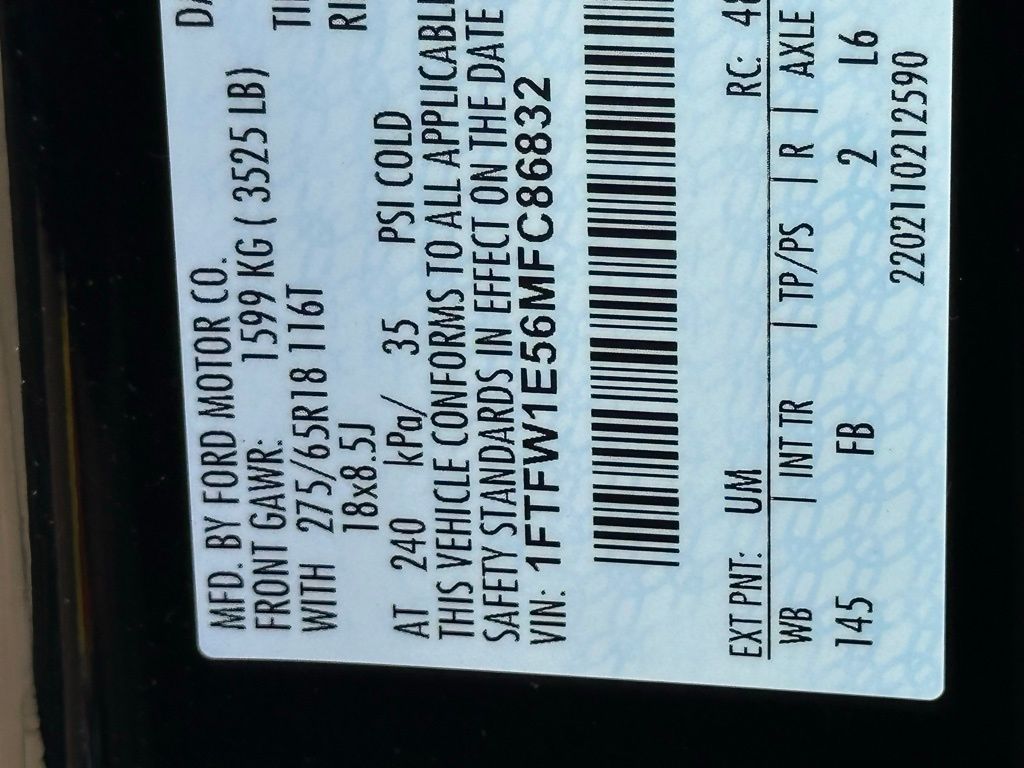 MFD. BY FORD MOTOR CO.
FRONT GAWR: 1599 KG ( 3525 LB)
WITH 275/65R18 116T
18x8.5J
AT 240 kPa/ 35 PSI COLD
THIS VEHICLE CONFORMS TO ALL
SAFETY STANDARDS IN EFFECT ON THE DATE
VIN: 1FTFW1E56MFC86832
EXT PNT: UM RC: 48
WB | INT TR | TP/PS | R | AXLE
145 FB 2 L6
22021102125​90